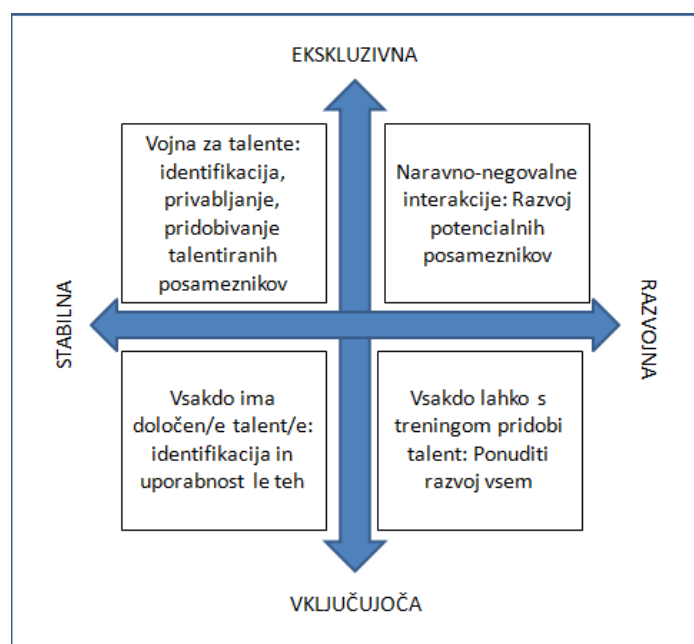 EKSKLUZIVNA
Vojna za talente:
identifikacija,
privabljanje,
pridobivanje
talentiranih
posameznikov
Naravno-negovalne
interakcije: Razvoj
potencialnih
posameznikov
STABILNA
RAZVOJNA
Vsakdo ima
določen/e talent/e:
identifikacija in
uporabnost le teh
Vsakdo lahko s
treningom pridobi
talent: Ponuditi
razvoj vsem
VKLJUČUJOČA